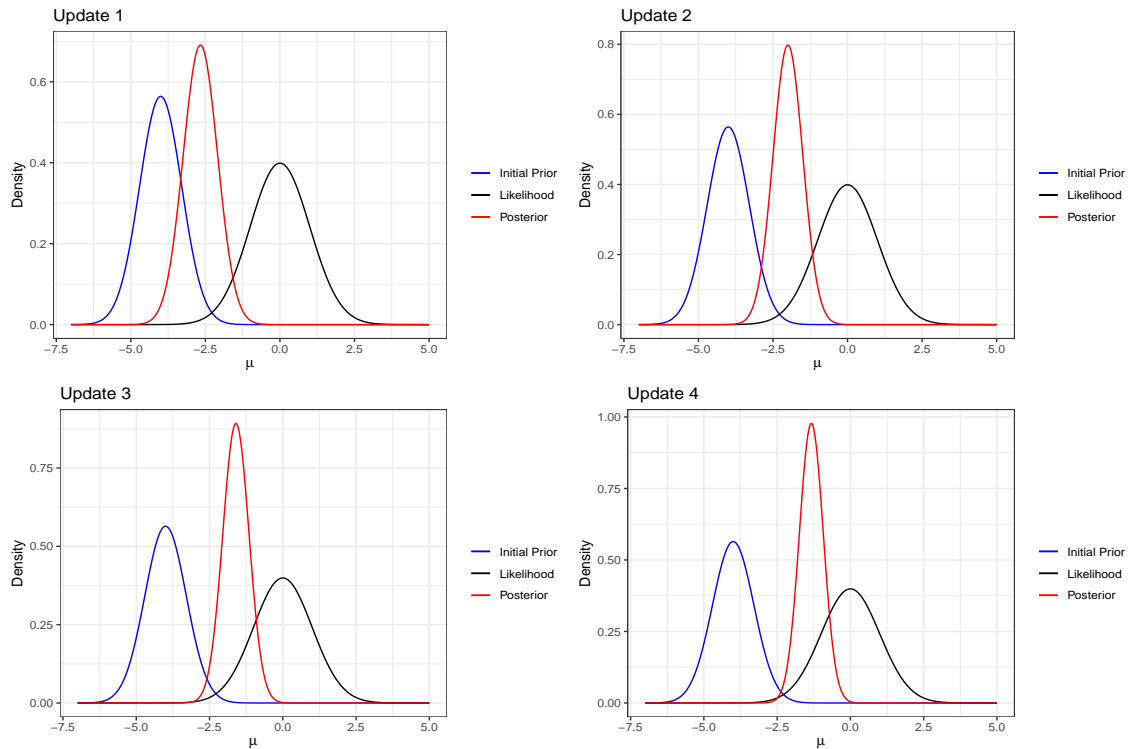 Update 1
Density
0.6
0.4
0.2
0.0
−7.5 −5.0 −2.5 0.0 2.5 5.0
μ
Initial Prior
Likelihood
Posterior
Update 2
Density
0.8
0.6
0.4
0.2
0.0
−7.5 −5.0 −2.5 0.0 2.5 5.0
μ
Initial Prior
Likelihood
Posterior
Update 3
Density
0.75
0.50
0.25
0.00
−7.5 −5.0 −2.5 0.0 2.5 5.0
μ
Initial Prior
Likelihood
Posterior
Update 4
Density
1.00
0.75
0.50
0.25
0.00
−7.5 −5.0 −2.5 0.0 2.5 5.0
μ
Initial Prior
Likelihood
Posterior